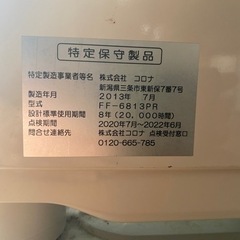 特定保守製品
特定製造事業者等名 株式会社 コロナ
新潟県三条市東新保7番7号
製造年月 2013年 7月
型式 FF-6813PR
設計標準使用期間 8年(20,000時間)
点検期間 2020年7月〜2022年6月
問合せ連絡先 株式会社コロナ 点検受付窓口
0120-665-785